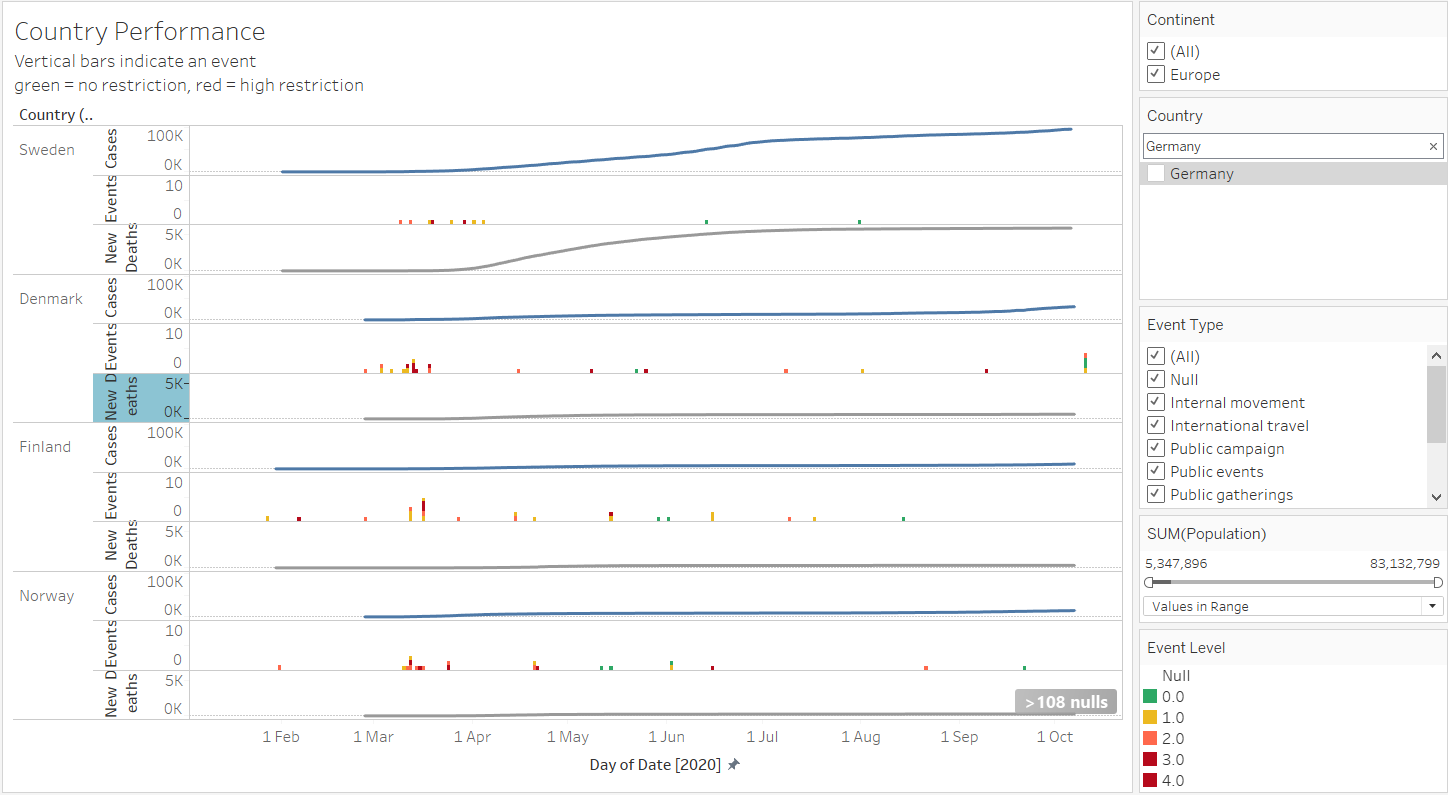 Country Performance
Vertical bars indicate an event
green = no restriction, red = high restriction
Country (..
Sweden
Cases
100K
0K
Events
10
0
New
Deaths
5K
0K
Denmark
Cases
100K
0K
Events
10
0
New D
eaths
5K
0K
Finland
Cases
100K
0K
Events
10
0
New
Deaths
5K
0K
Norway
Cases
100K
0K
Events
10
0
New D
eaths
5K
0K
>108 nulls
1 Feb 1 Mar 1 Apr 1 May 1 Jun 1 Jul 1 Aug 1 Sep 1 Oct
Day of Date [2020]
Continent
(All)
Europe
Country
Germany ×
Germany
Event Type
(All)
Null
Internal movement
International travel
Public campaign
Public events
Public gatherings
SUM(Population)
5,347,896 83,132,799
Values in Range
Event Level
Null
0.0
1.0
2.0
3.0
4.0